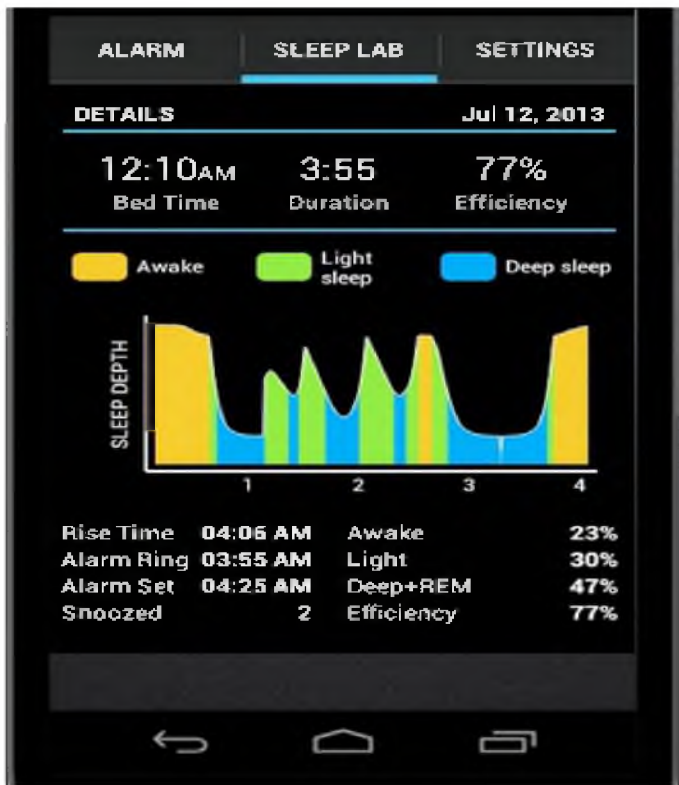 ALARM SLEEP LAB SETTINGS
DETAILS Jul 12, 2013
12:10AM 3:55 77%
Bed Time Duration Efficiency
Awake Light sleep Deep sleep
SLEEP DEPTH
1 2 3 4
Rise Time 04:06 AM Awake 23%
Alarm Ring 03:55 AM Light 30%
Alarm Set 04:25 AM Deep+REM 47%
Snoozed 2 Efficiency 77%